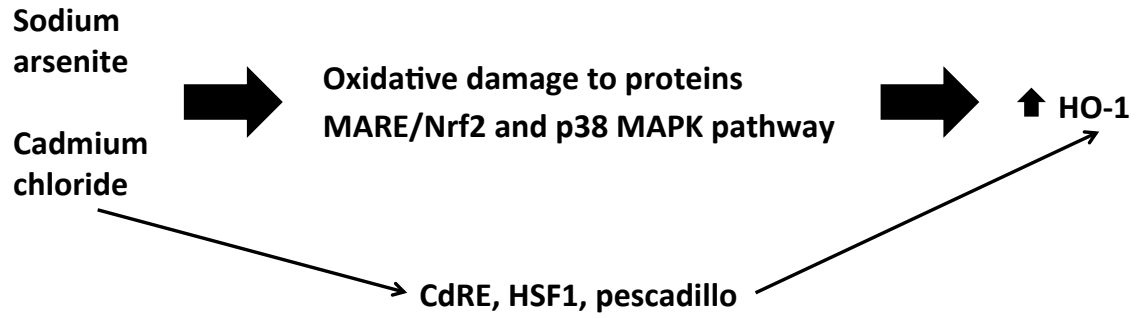 Sodium
arsenite
Oxidative damage to proteins
MARE/Nrf2 and p38 MAPK pathway
HO-1
Cadmium
chloride
CdRE, HSF1, pescadillo